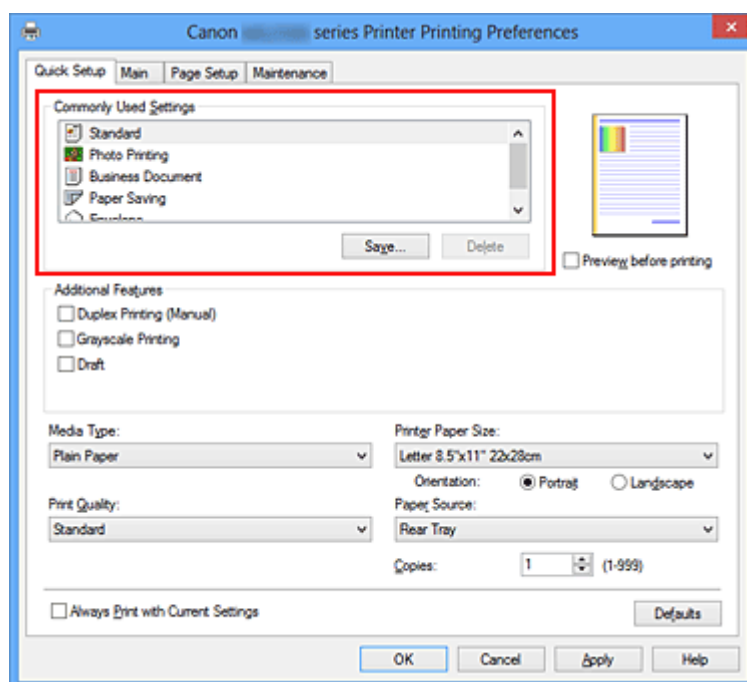 Canon series Printer Printing Preferences
Quick Setup Main Page Setup Maintenance
Commonly Used Settings
Standard
Photo Printing
Business Document
Paper Saving
Envelope
Save... Delete
Preview before printing
Additional Features
Duplex Printing (Manual)
Grayscale Printing
Draft
Media Type: Printer Paper Size:
Plain Paper Letter 8.5"x11" 22x28cm
Orientation: Portrait Landscape
Print Quality: Paper Source:
Standard Rear Tray
Copies: 1 (1-999)
Always Print with Current Settings Defaults
OK Cancel Apply Help